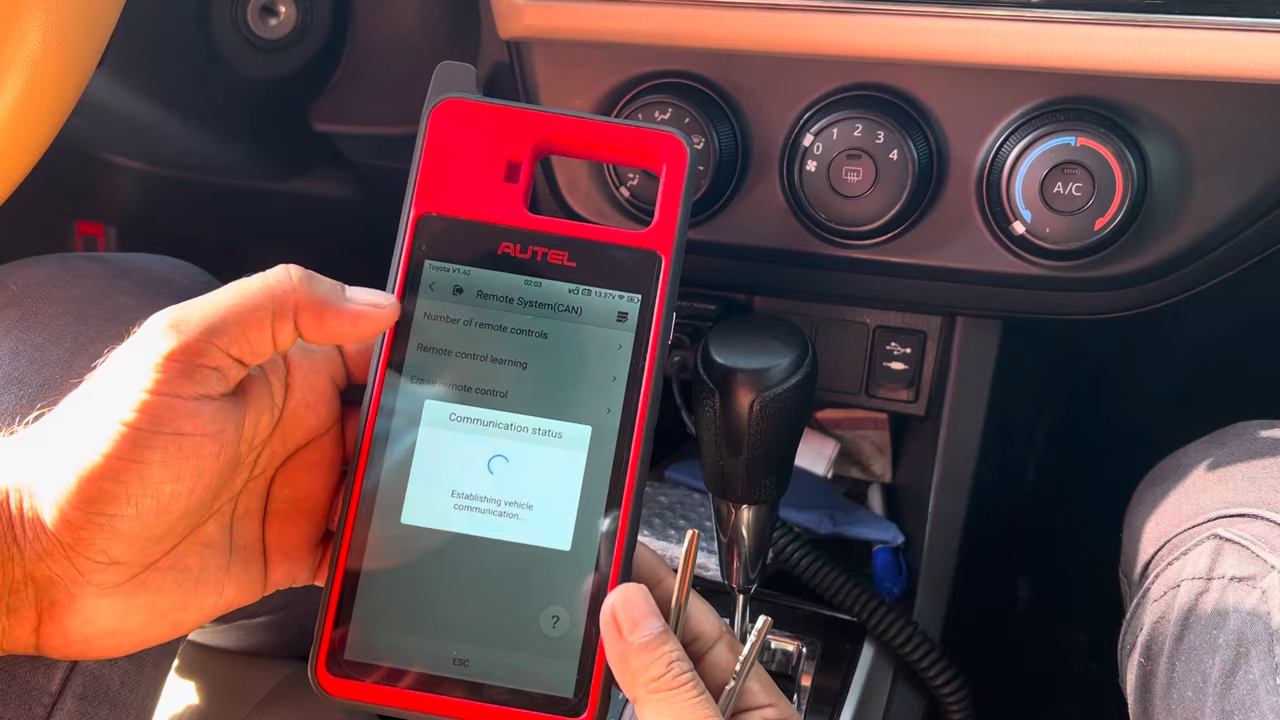 AUTEL
Toyota V1.40
02:03
13.37V
Remote System(CAN)
Number of remote controls
Remote control learning
Erase remote control
Communication status
Establishing vehicle
communication...
?
ESC
0 1 2 3 4
A/C